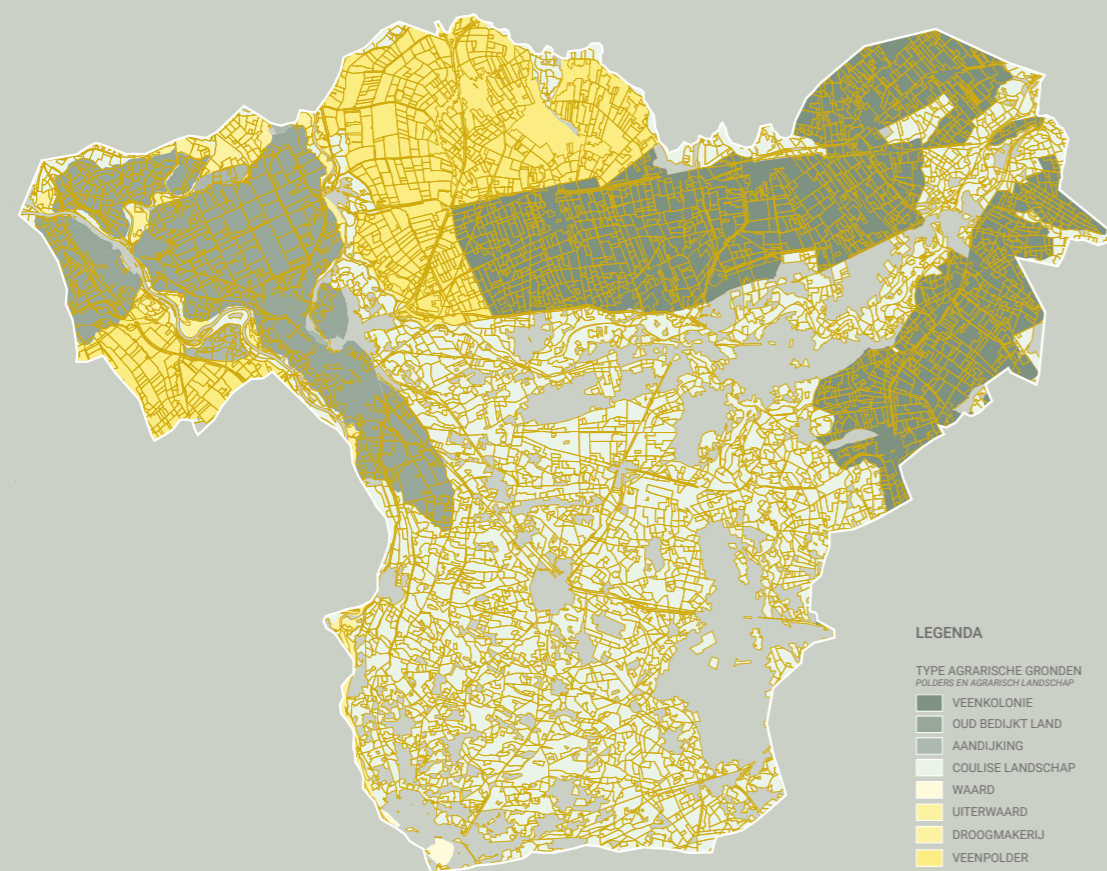 LEGENDA
TYPE AGRARISCHE GRONDEN
POLDERS EN AGRARISCH LANDSCHAP
VEENKOLONIE
OUD BEDIJKT LAND
AANDIJKING
COULISE LANDSCHAP
WAARD
UITERWAARD
DROOGMAKERIJ
VEENPOLDER